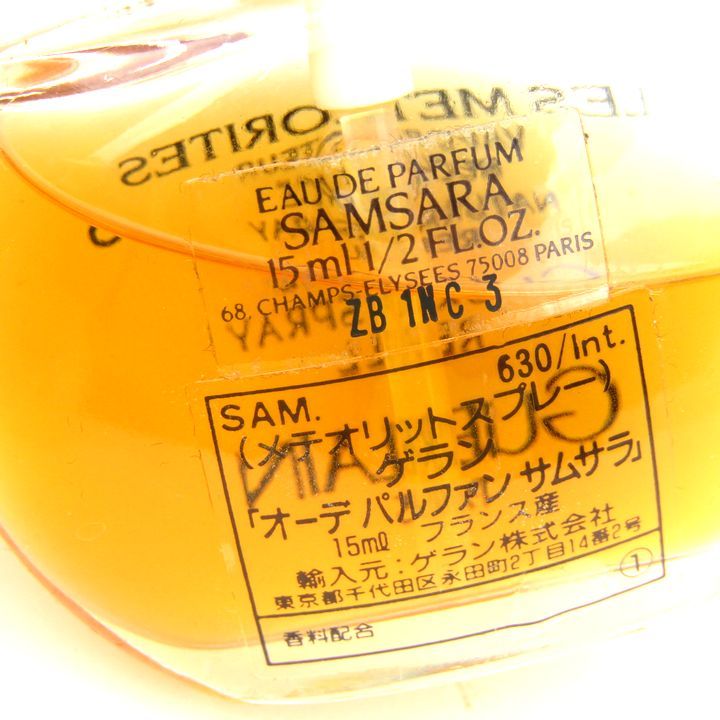 LES METEORITES
EAU DE PARFUM
SAMSARA
15 ml 1/2 FL.OZ.
68, CHAMPS-ELYSEES 75008 PARIS
ZB 1NC 3
SPRAY
GUERLAIN
630/Int.
SAM.
(メテオリットスプレー)
ゲラン
「オーデ パルファン サムサラ」
15mℓ フランス産
輸入元:ゲラン株式会社
東京都千代田区永田町2丁目14番2号
①
香料配合